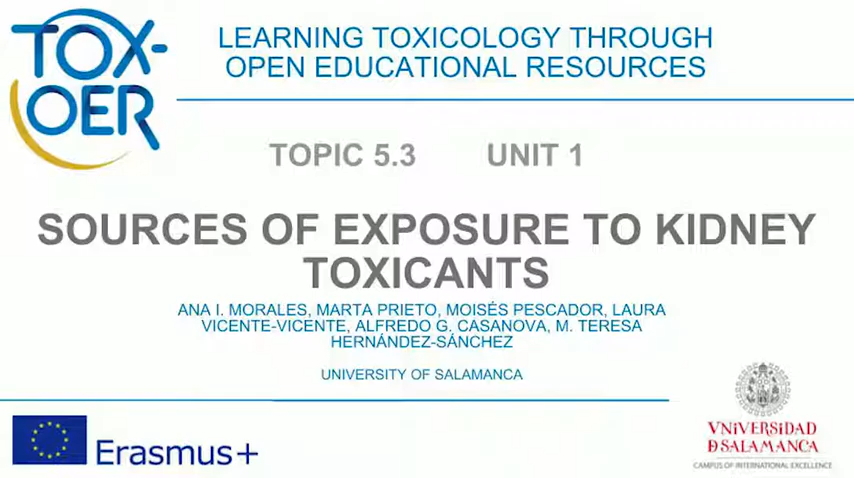 TOX-
OER
LEARNING TOXICOLOGY THROUGH
OPEN EDUCATIONAL RESOURCES
TOPIC 5.3 UNIT 1
SOURCES OF EXPOSURE TO KIDNEY
TOXICANTS
ANA I. MORALES, MARTA PRIETO, MOISÉS PESCADOR, LAURA
VICENTE-VICENTE, ALFREDO G. CASANOVA, M. TERESA
HERNÁNDEZ-SÁNCHEZ
UNIVERSITY OF SALAMANCA
Erasmus+
VNiVERSiDAD
D SALAMANCA
CAMPUS OF INTERNATIONAL EXCELLENCE